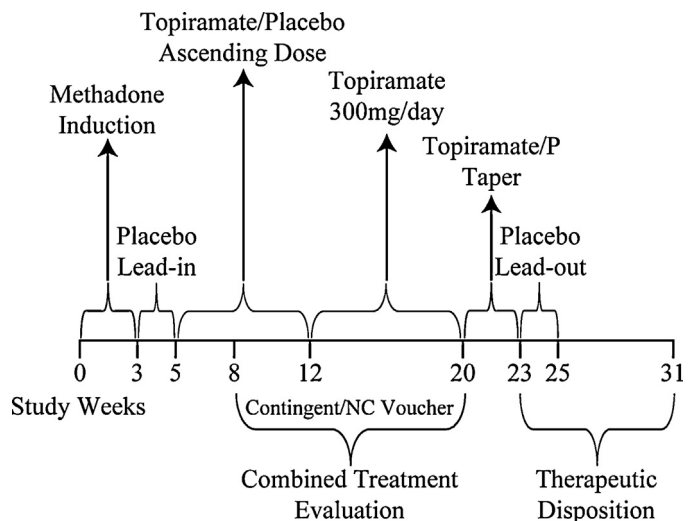 Topiramate/Placebo
Ascending Dose
Methadone
Induction
Topiramate
300mg/day
Topiramate/P
Taper
Placebo
Lead-in
Placebo
Lead-out
0 3 5 8 12 20 23 25 31
Study Weeks
Contingent/NC Voucher
Combined Treatment
Evaluation
Therapeutic
Disposition